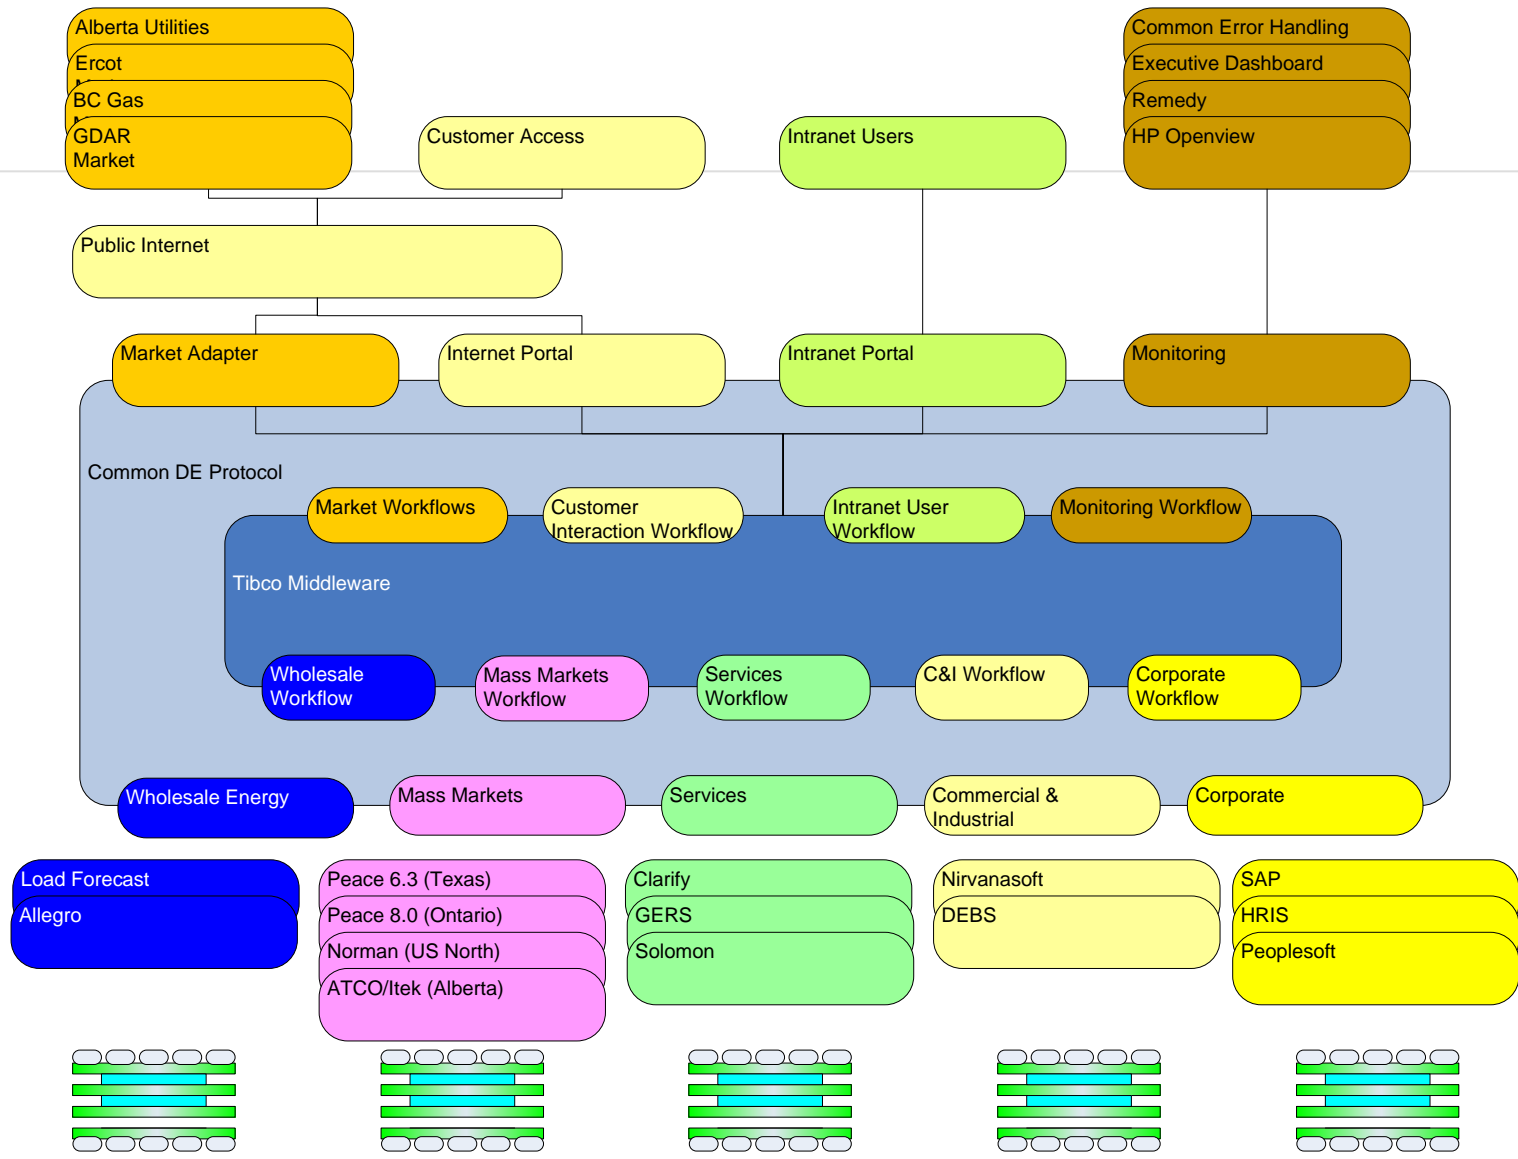 Alberta Utilities
Ercot
BC Gas
GDAR
Market
Customer Access
Intranet Users
Common Error Handling
Executive Dashboard
Remedy
HP Openview
Public Internet
Market Adapter
Internet Portal
Intranet Portal
Monitoring
Common DE Protocol
Market Workflows
Customer
Interaction Workflow
Intranet User
Workflow
Monitoring Workflow
Tibco Middleware
Wholesale
Workflow
Mass Markets
Workflow
Services
Workflow
C&I Workflow
Corporate
Workflow
Wholesale Energy
Mass Markets
Services
Commercial &
Industrial
Corporate
Load Forecast
Allegro
Peace 6.3 (Texas)
Peace 8.0 (Ontario)
Norman (US North)
ATCO/Itek (Alberta)
Clarify
GERS
Solomon
Nirvanasoft
DEBS
SAP
HRIS
Peoplesoft